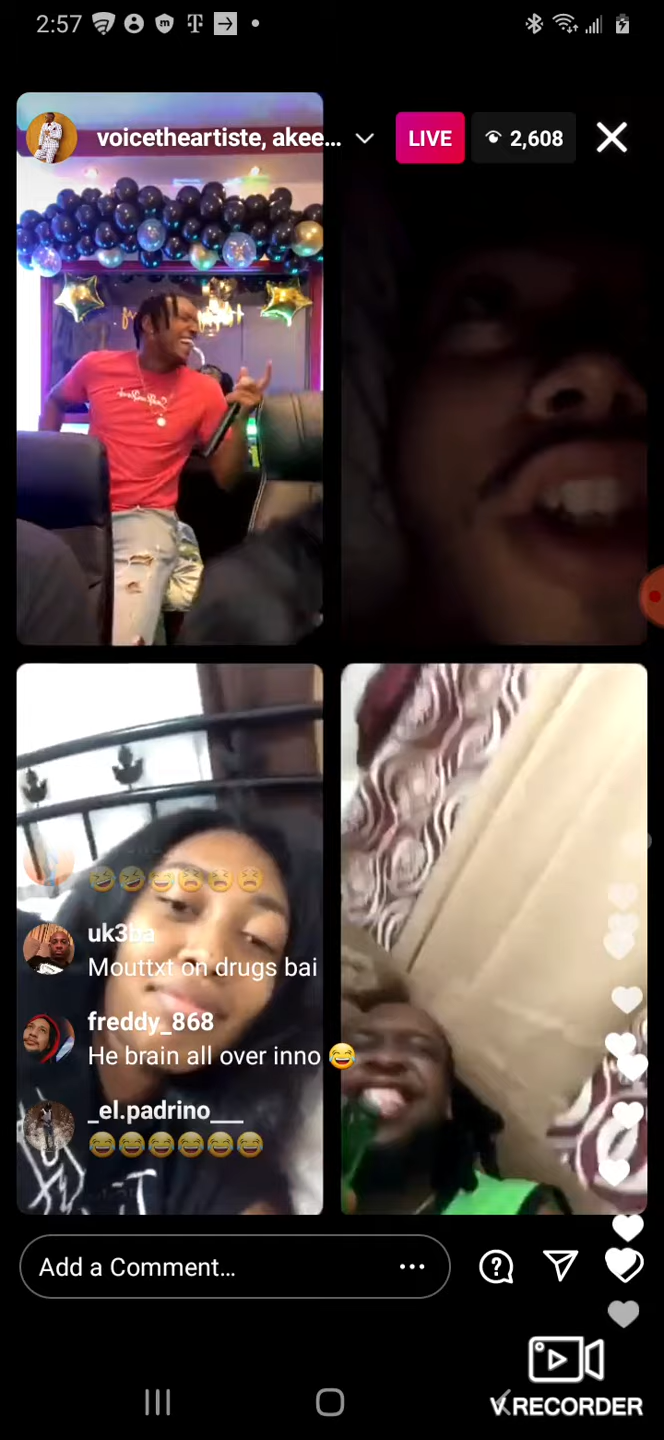 2:57
voicetheartiste, akee...
LIVE
2,608
uk3ba
Mouttxt on drugs bai
freddy_868
He brain all over inno 😂
_el.padrino___
Add a Comment...
V.RECORDER